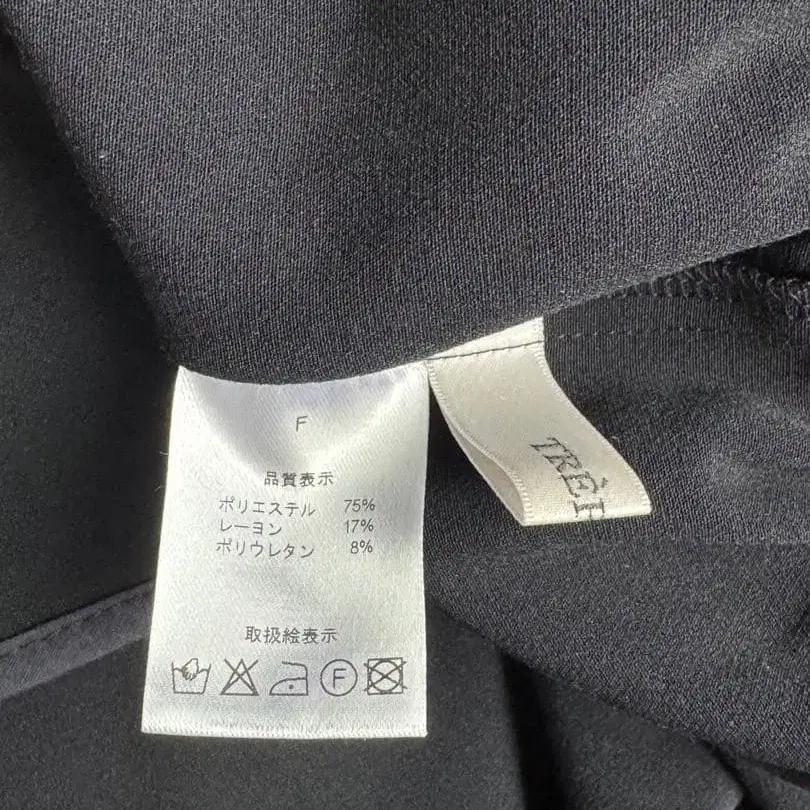 F
品質表示
ポリエステル 75%
レーヨン 17%
ポリウレタン 8%
取扱絵表示
F